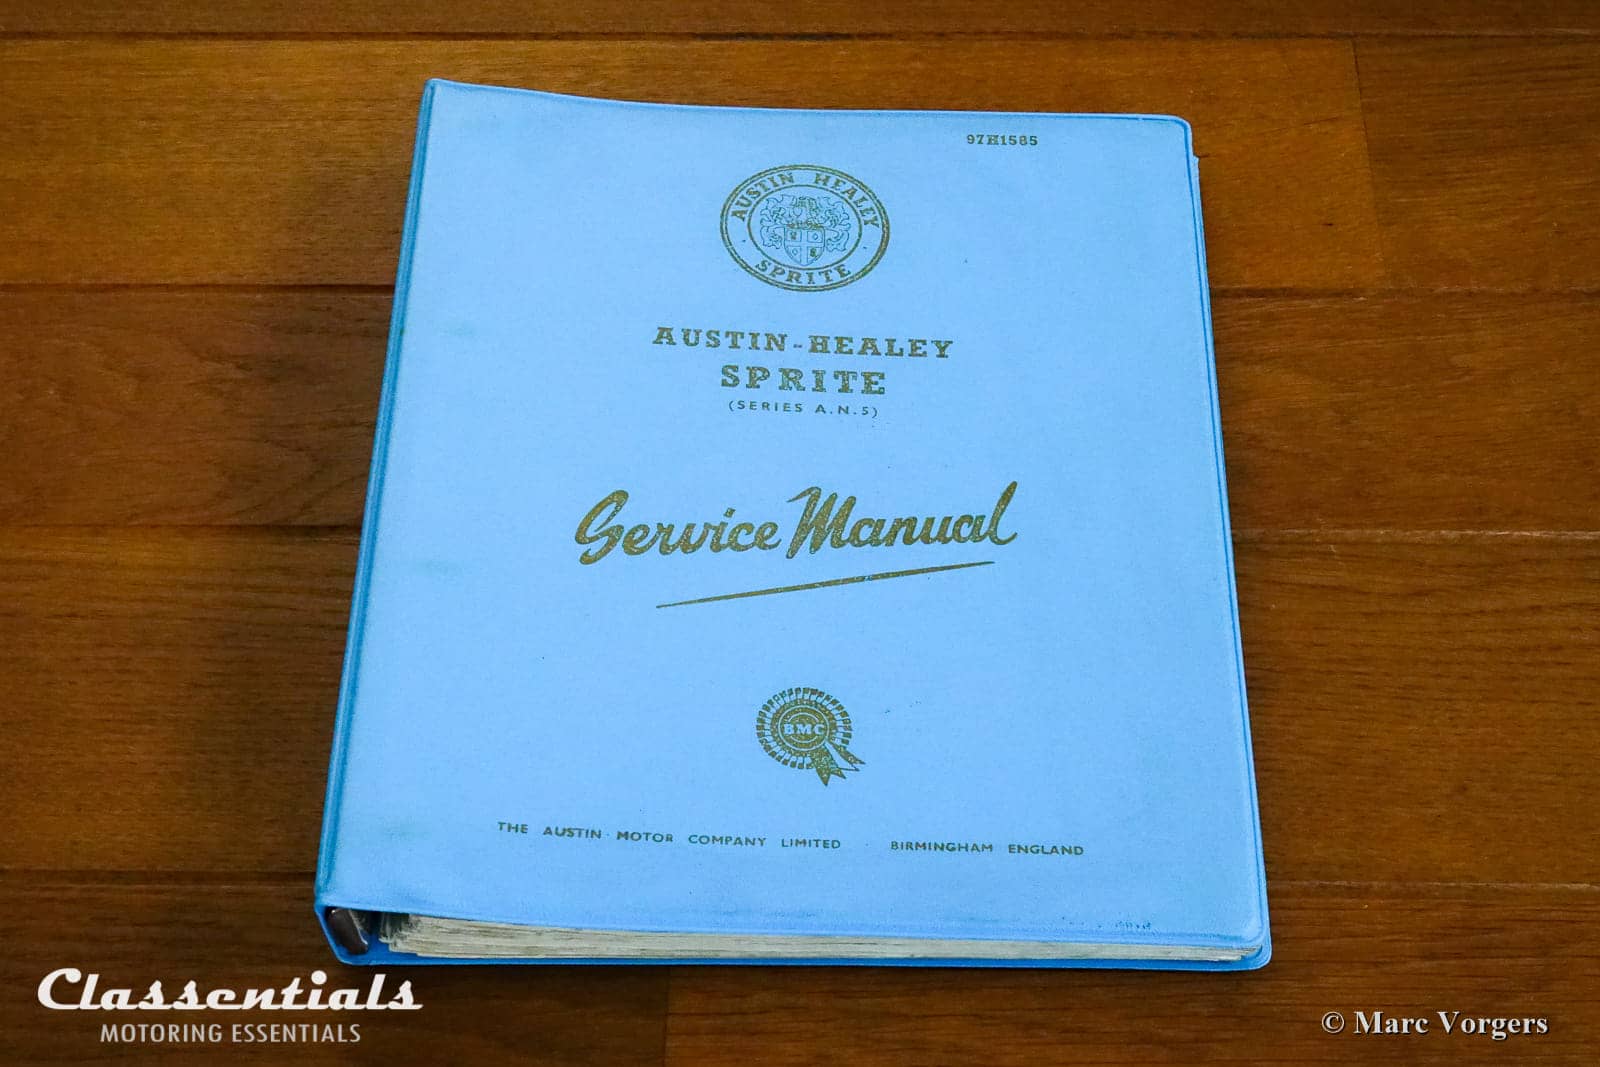 97H1585
AUSTIN HEALEY
SPRITE
AUSTIN-HEALEY
SPRITE
(SERIES A.N.5)
Service Manual
BMC
THE AUSTIN MOTOR COMPANY LIMITED · BIRMINGHAM ENGLAND
Classentials
MOTORING ESSENTIALS
© Marc Vorgers